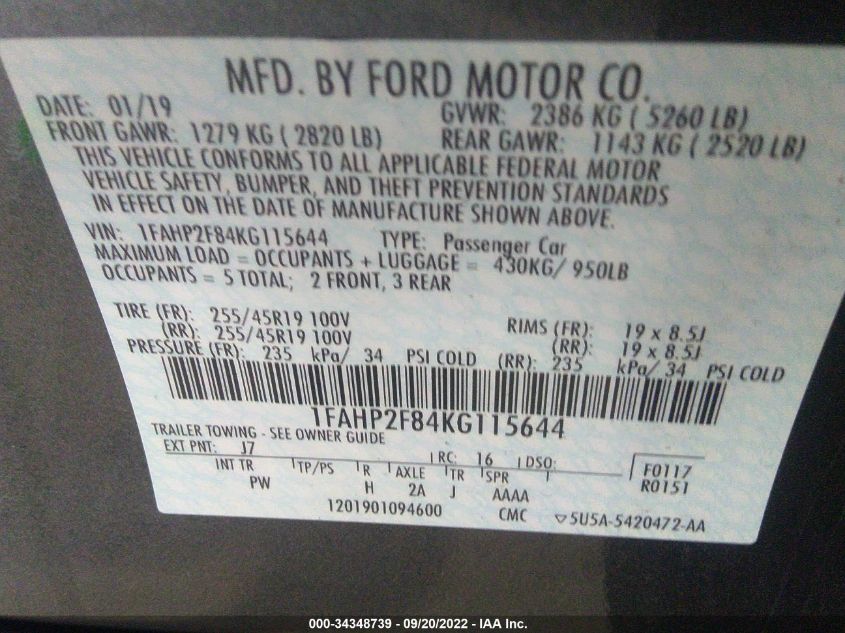 MFD. BY FORD MOTOR CO.
DATE: 01/19 GVWR: 2386 KG ( 5260 LB)
FRONT GAWR: 1279 KG ( 2820 LB) REAR GAWR: 1143 KG ( 2520 LB)
THIS VEHICLE CONFORMS TO ALL APPLICABLE FEDERAL MOTOR
VEHICLE SAFETY, BUMPER, AND THEFT PREVENTION STANDARDS
IN EFFECT ON THE DATE OF MANUFACTURE SHOWN ABOVE.
VIN: 1FAHP2F84KG115644 TYPE: Passenger Car
MAXIMUM LOAD = OCCUPANTS + LUGGAGE = 430KG/ 950LB
OCCUPANTS = 5 TOTAL; 2 FRONT, 3 REAR
TIRE (FR): 255/45R19 100V RIMS (FR): 19 x 8.5J
(RR): 255/45R19 100V (RR): 19 x 8.5J
PRESSURE (FR): 235 kPa/ 34 PSI COLD (RR): 235 kPa/ 34 PSI COLD
1FAHP2F84KG115644
TRAILER TOWING - SEE OWNER GUIDE
EXT PNT: J7 RC: 16 DSO: F0117
INT TR TP/PS R AXLE TR SPR R0151
PW H 2A J AAAA
1201901094600 CMC ▽5U5A-5420472-AA
000-34348739 - 09/20/2022 - IAA Inc.